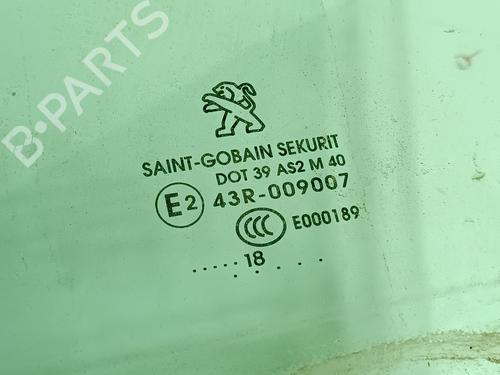 B-PARTS
SAINT-GOBAIN SEKURIT
DOT 39 AS2 M 40
E2 43R-009007
CCC E000189
.....18
. . . . .